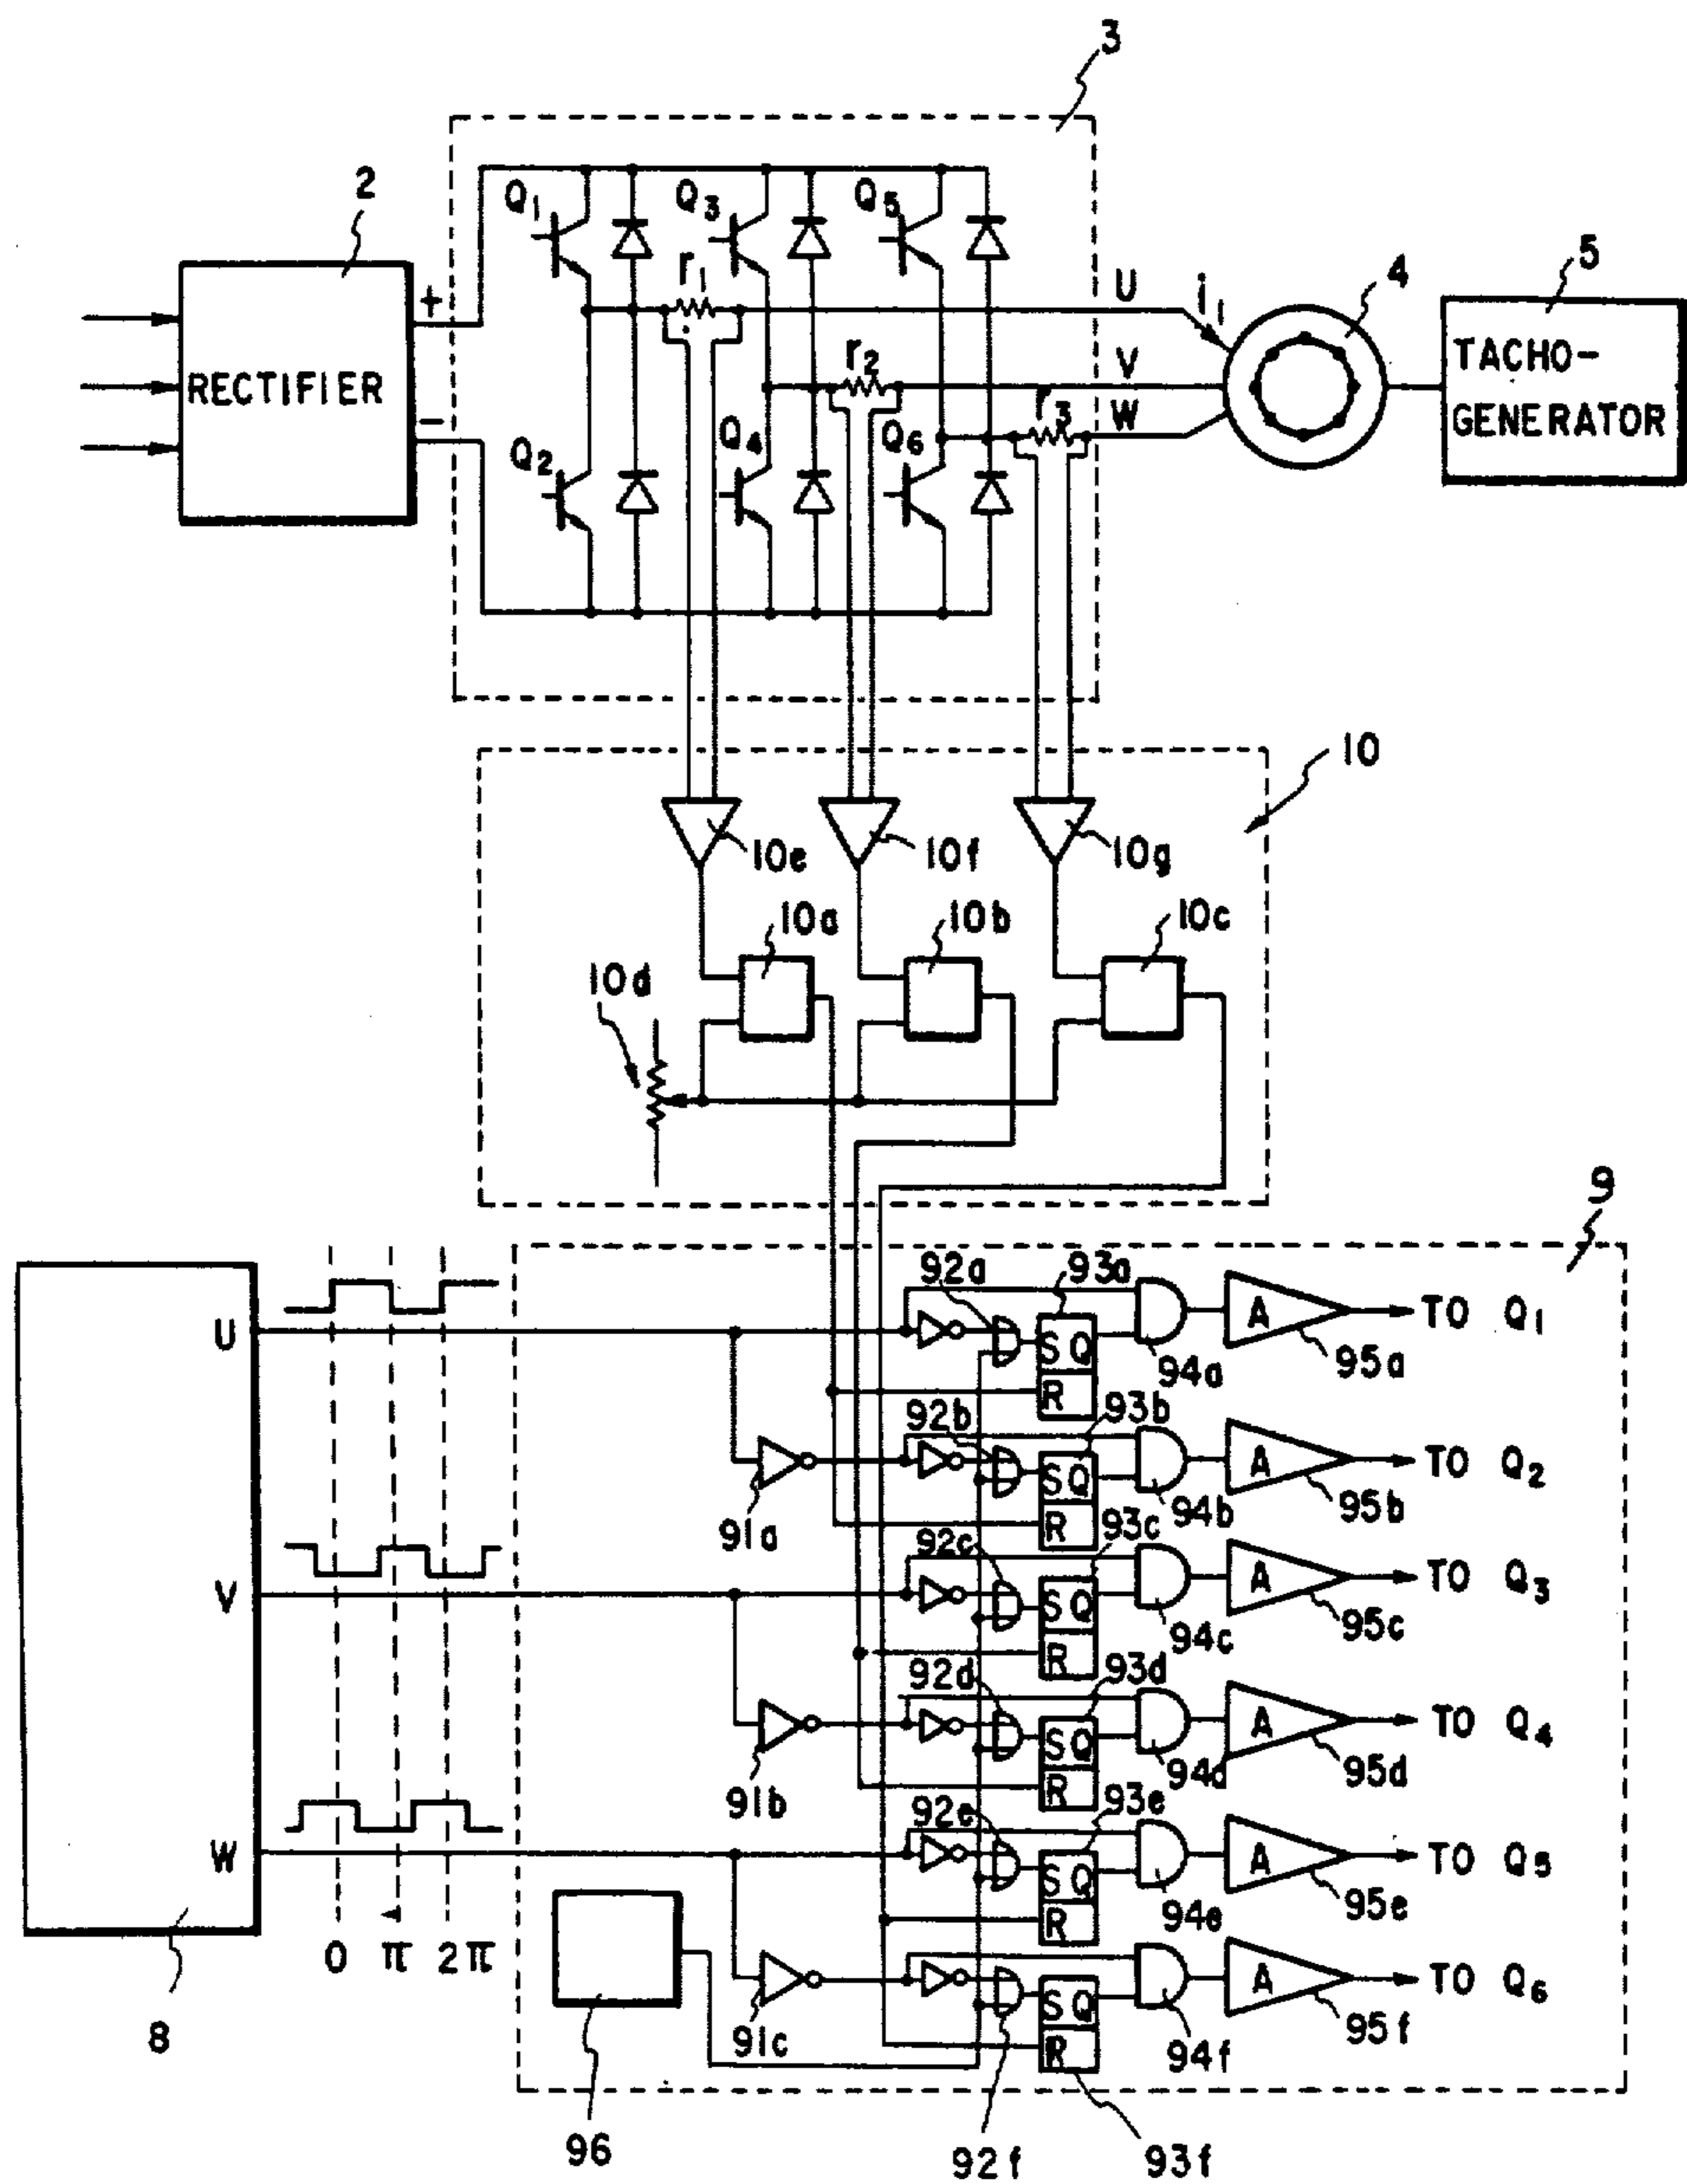 3
2
Q1
Q3
Q5
r1
U
i1
4
5
+
RECTIFIER
-
r2
V
TACHO-
GENERATOR
r3
W
Q2
Q4
Q6
10
10e
10f
10g
10a
10b
10c
10d
9
92a
93a
U
S Q
R
94a
A
95a
TO Q1
92b
93b
91a
S Q
R
94b
A
95b
TO Q2
92c
93c
V
S Q
R
94c
A
95c
TO Q3
92d
93d
91b
S Q
R
94d
A
95d
TO Q4
92e
93e
W
S Q
R
94e
A
95e
TO Q5
0 π 2π
91c
S Q
R
94f
A
95f
TO Q6
8
96
92f
93f